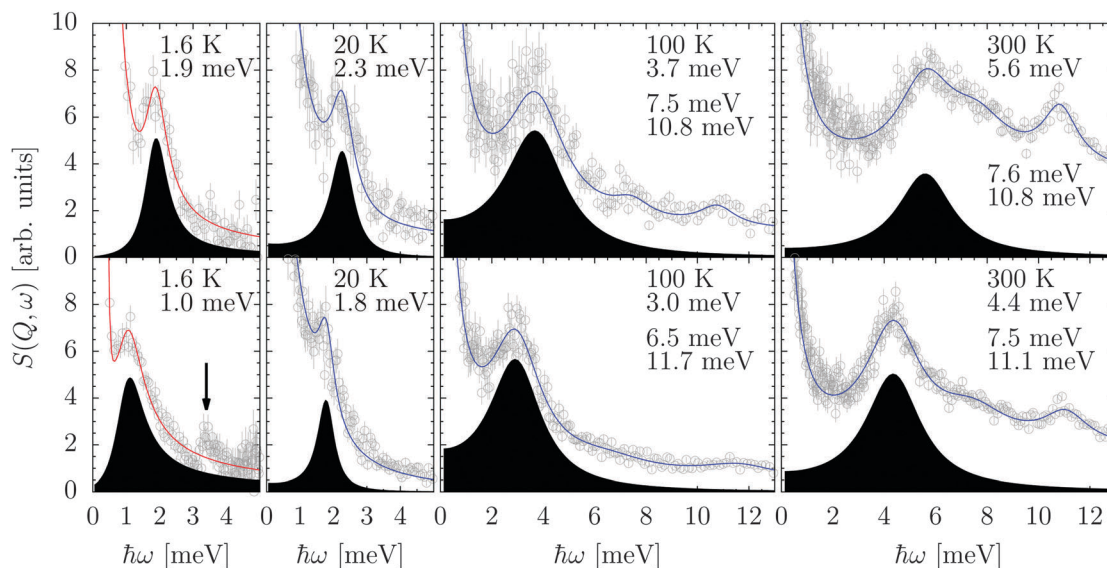 S(Q, ω) [arb. units]
10
8
6
4
2
0
1.6 K
1.9 meV
20 K
2.3 meV
100 K
3.7 meV
7.5 meV
10.8 meV
300 K
5.6 meV
7.6 meV
10.8 meV
8
6
4
2
0
1.6 K
1.0 meV
20 K
1.8 meV
100 K
3.0 meV
6.5 meV
11.7 meV
300 K
4.4 meV
7.5 meV
11.1 meV
0 1 2 3 4
0 1 2 3 4
2 4 6 8 10 12
0 2 4 6 8 10 12
ħω [meV]
ħω [meV]
ħω [meV]
ħω [meV]